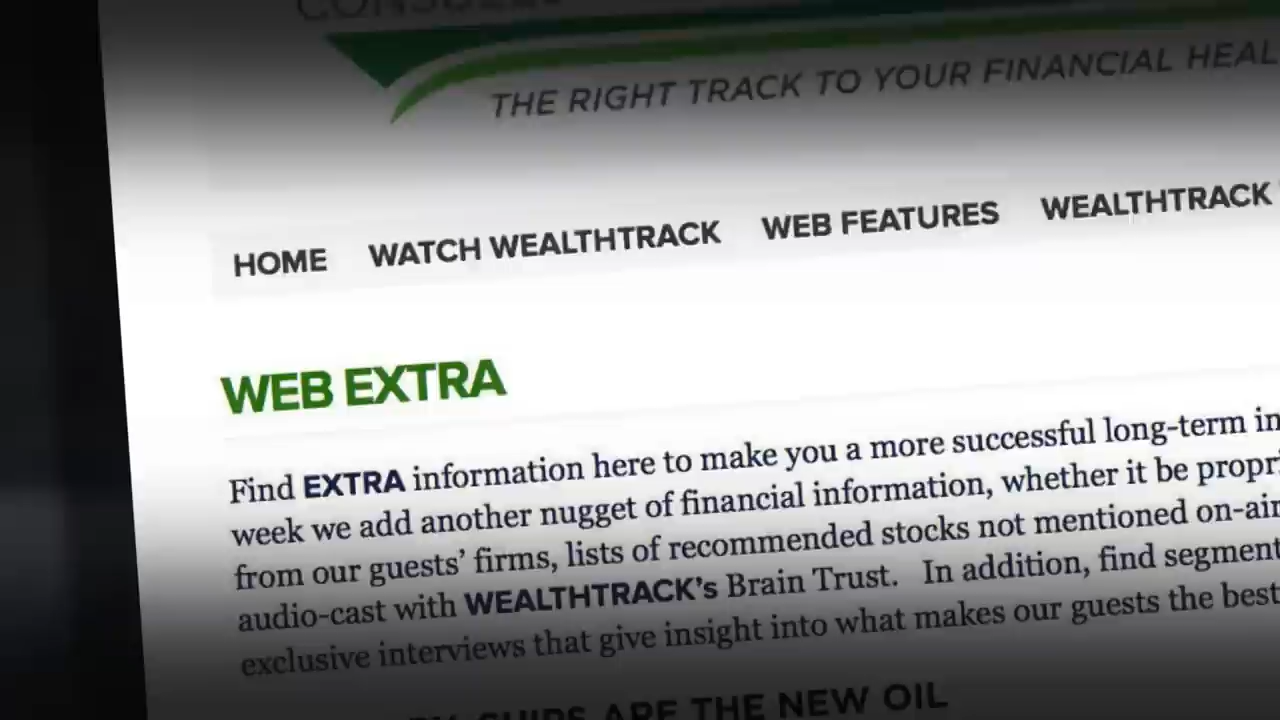 THE RIGHT TRACK TO YOUR FINANCIAL
HOME WATCH WEALTHTRACK WEB FEATURES WEALTHTRACK
WEB EXTRA
Find EXTRA information here to make you a more successful long-term
week we add another nugget of financial information, whether it be
from our guests' firms, lists of recommended stocks not mentioned on-air
audio-cast with WEALTHTRACK's Brain Trust. In addition, find segment
exclusive interviews that give insight into what makes our guests the best
ARE THE NEW OIL